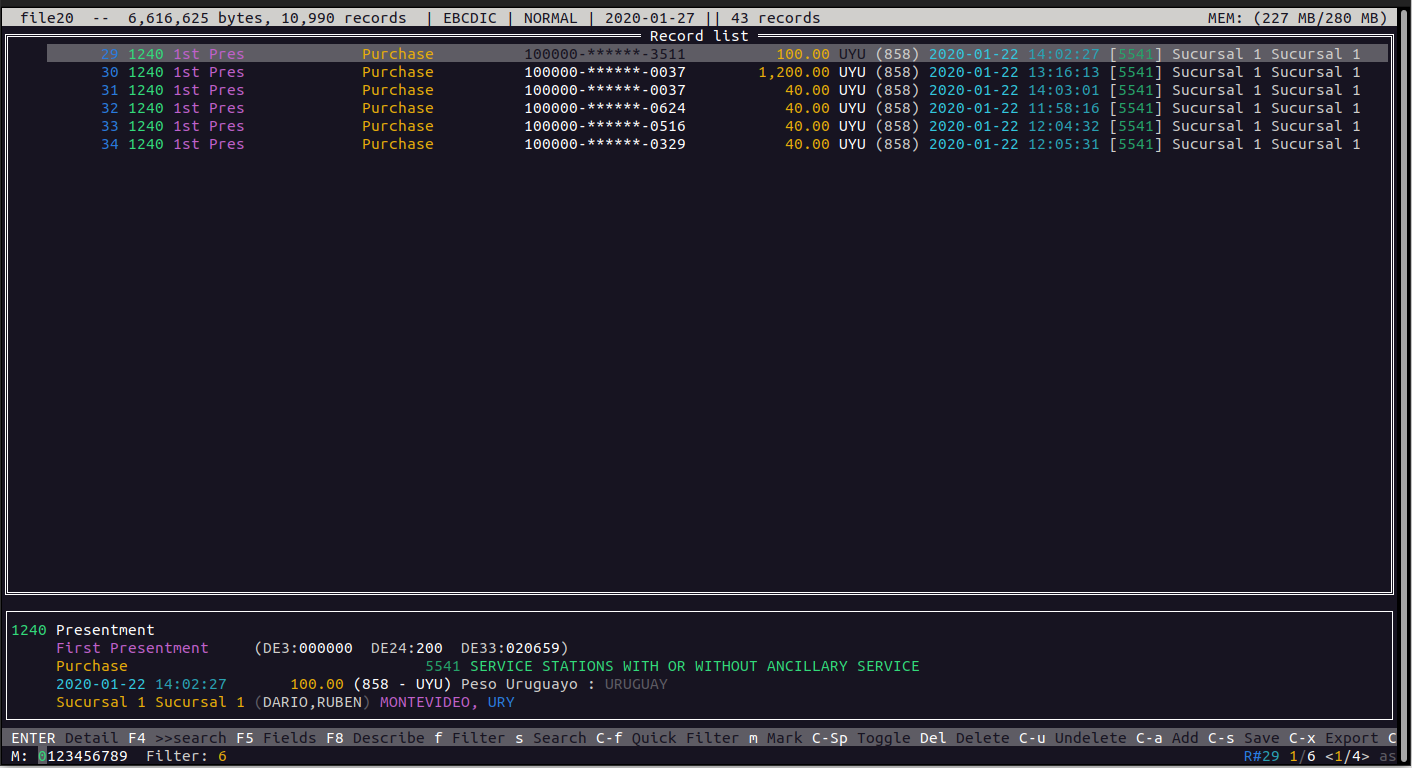 file20 -- 6,616,625 bytes, 10,990 records | EBCDIC | NORMAL | 2020-01-27 || 43 records MEM: (227 MB/280 MB)
Record list
29 1240 1st Pres Purchase 100000-******-3511 100.00 UYU (858) 2020-01-22 14:02:27 [5541] Sucursal 1 Sucursal 1
30 1240 1st Pres Purchase 100000-******-0037 1,200.00 UYU (858) 2020-01-22 13:16:13 [5541] Sucursal 1 Sucursal 1
31 1240 1st Pres Purchase 100000-******-0037 40.00 UYU (858) 2020-01-22 14:03:01 [5541] Sucursal 1 Sucursal 1
32 1240 1st Pres Purchase 100000-******-0624 40.00 UYU (858) 2020-01-22 11:58:16 [5541] Sucursal 1 Sucursal 1
33 1240 1st Pres Purchase 100000-******-0516 40.00 UYU (858) 2020-01-22 12:04:32 [5541] Sucursal 1 Sucursal 1
34 1240 1st Pres Purchase 100000-******-0329 40.00 UYU (858) 2020-01-22 12:05:31 [5541] Sucursal 1 Sucursal 1
1240 Presentment
First Presentment (DE3:000000 DE24:200 DE33:020659)
Purchase 5541 SERVICE STATIONS WITH OR WITHOUT ANCILLARY SERVICE
2020-01-22 14:02:27 100.00 (858 - UYU) Peso Uruguayo : URUGUAY
Sucursal 1 Sucursal 1 (DARIO,RUBEN) MONTEVIDEO, URY
ENTER Detail F4 >>search F5 Fields F8 Describe f Filter s Search C-f Quick Filter m Mark C-Sp Toggle Del Delete C-u Undelete C-a Add C-s Save C-x Export C
M: 0123456789 Filter: 6 R#29 1/6 <1/4> as